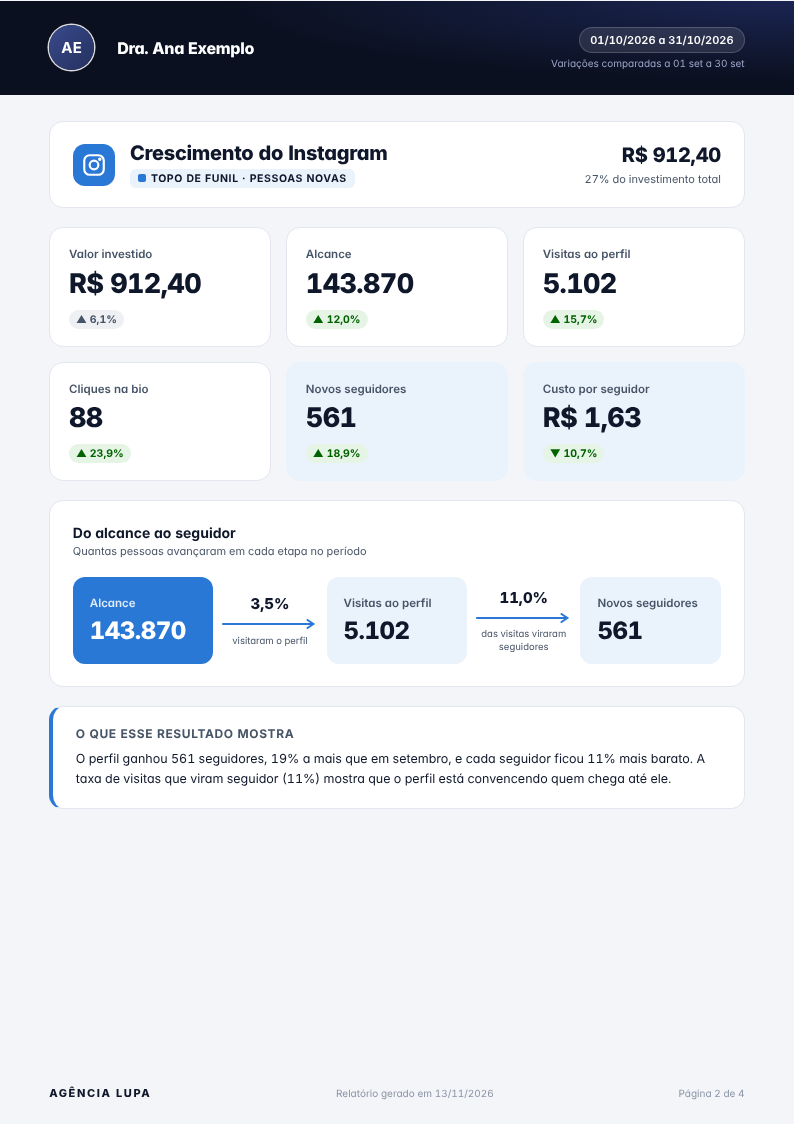 AE
Dra. Ana Exemplo
01/10/2026 a 31/10/2026
Variações comparadas a 01 set a 30 set
Crescimento do Instagram
TOPO DE FUNIL · PESSOAS NOVAS
R$ 912,40
27% do investimento total
Valor investido
R$ 912,40
▲ 6,1%
Alcance
143.870
▲ 12,0%
Visitas ao perfil
5.102
▲ 15,7%
Cliques na bio
88
▲ 23,9%
Novos seguidores
561
▲ 18,9%
Custo por seguidor
R$ 1,63
▼ 10,7%
Do alcance ao seguidor
Quantas pessoas avançaram em cada etapa no período
Alcance
143.870
3,5%
visitaram o perfil
Visitas ao perfil
5.102
11,0%
das visitas viraram
seguidores
Novos seguidores
561
O QUE ESSE RESULTADO MOSTRA
O perfil ganhou 561 seguidores, 19% a mais que em setembro, e cada seguidor ficou 11% mais barato. A
taxa de visitas que viram seguidor (11%) mostra que o perfil está convencendo quem chega até ele.
AGÊNCIA LUPA
Relatório gerado em 13/11/2026
Página 2 de 4